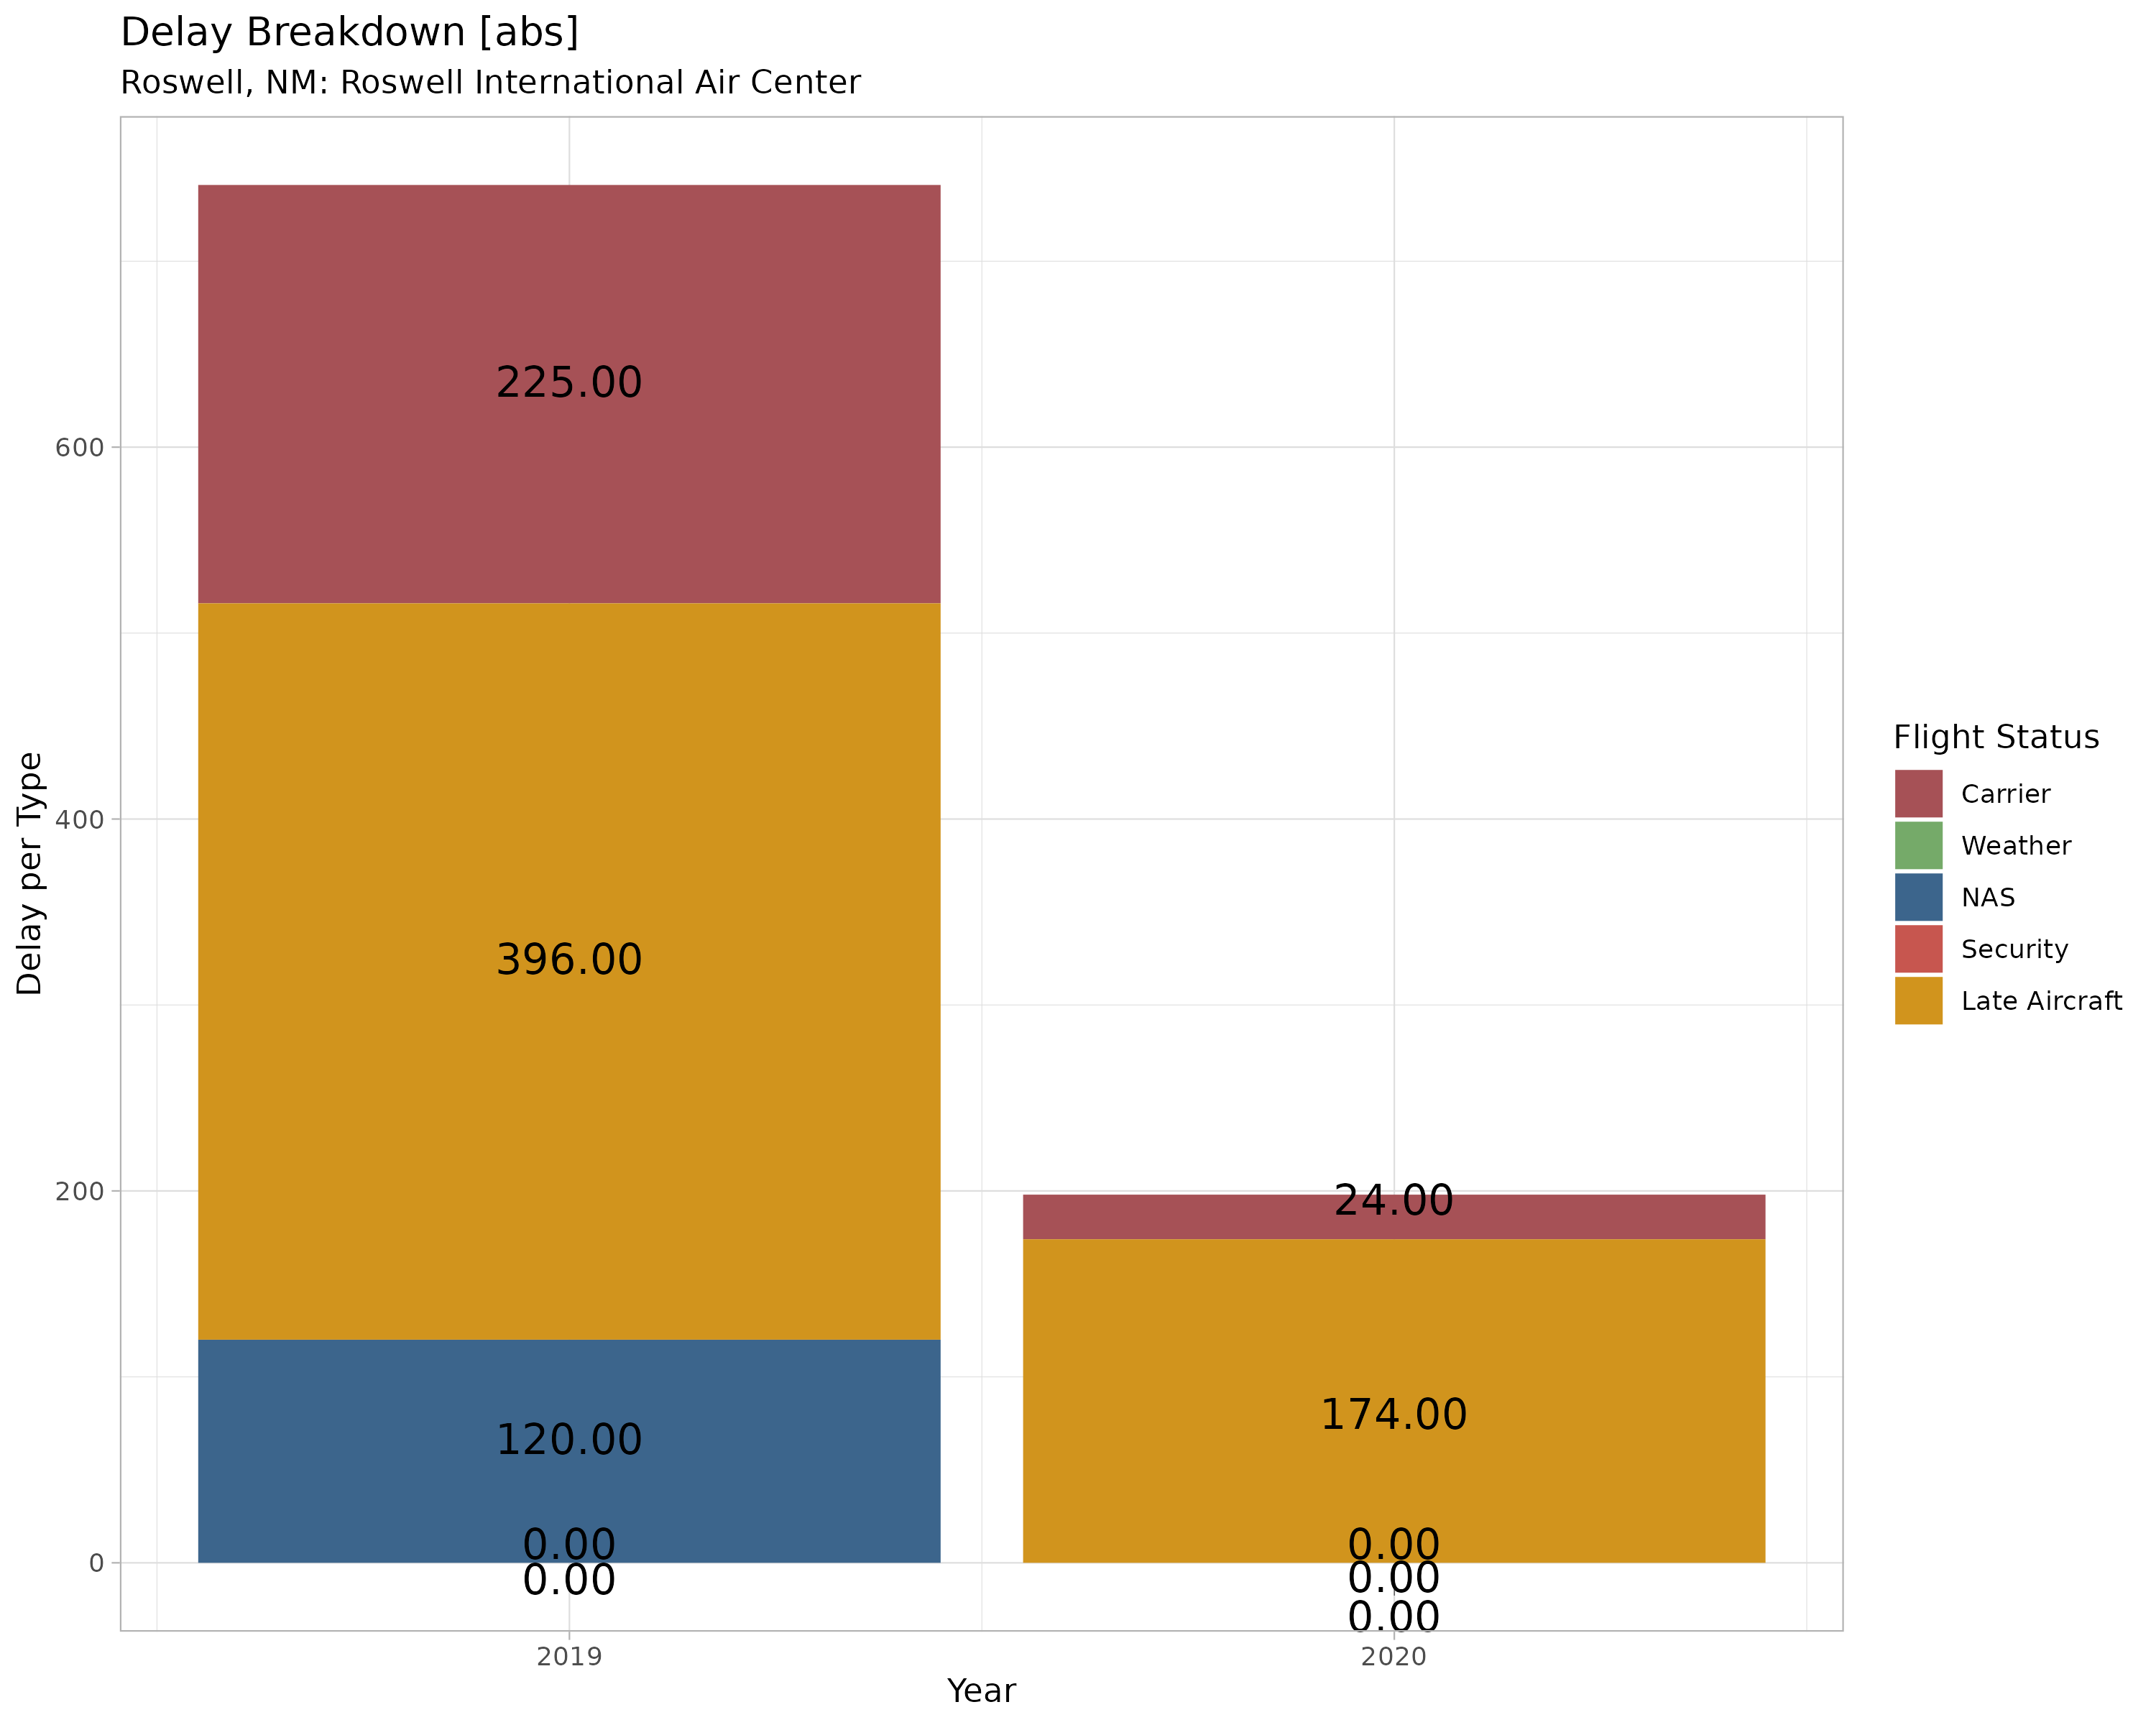 Delay Breakdown [abs]
Roswell, NM: Roswell International Air Center
Delay per Type
600
400
200
0
225.00
396.00
120.00
0.00
0.00
24.00
174.00
0.00
0.00
0.00
2019
2020
Year
Flight Status
Carrier
Weather
NAS
Security
Late Aircraft